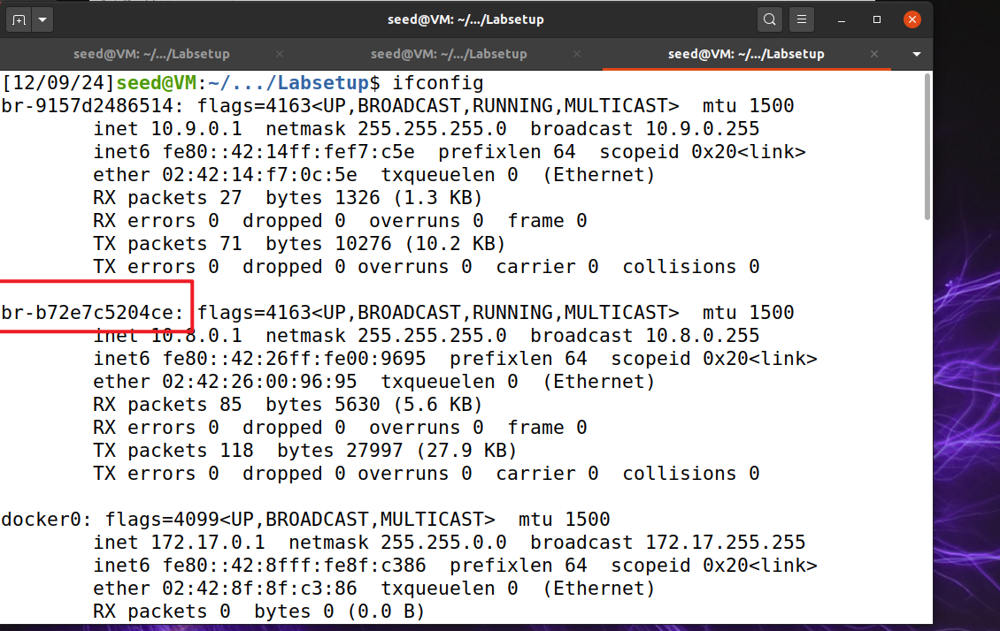 seed@VM: ~/.../Labsetup
seed@VM: ~/.../Labsetup × seed@VM: ~/.../Labsetup × seed@VM: ~/.../Labsetup ×
[12/09/24]seed@VM:~/.../Labsetup$ ifconfig
br-9157d2486514: flags=4163<UP,BROADCAST,RUNNING,MULTICAST>  mtu 1500
        inet 10.9.0.1  netmask 255.255.255.0  broadcast 10.9.0.255
        inet6 fe80::42:14ff:fef7:c5e  prefixlen 64  scopeid 0x20<link>
        ether 02:42:14:f7:0c:5e  txqueuelen 0  (Ethernet)
        RX packets 27  bytes 1326 (1.3 KB)
        RX errors 0  dropped 0  overruns 0  frame 0
        TX packets 71  bytes 10276 (10.2 KB)
        TX errors 0  dropped 0 overruns 0  carrier 0  collisions 0
br-b72e7c5204ce: flags=4163<UP,BROADCAST,RUNNING,MULTICAST>  mtu 1500
        inet 10.8.0.1  netmask 255.255.255.0  broadcast 10.8.0.255
        inet6 fe80::42:26ff:fe00:9695  prefixlen 64  scopeid 0x20<link>
        ether 02:42:26:00:96:95  txqueuelen 0  (Ethernet)
        RX packets 85  bytes 5630 (5.6 KB)
        RX errors 0  dropped 0  overruns 0  frame 0
        TX packets 118  bytes 27997 (27.9 KB)
        TX errors 0  dropped 0 overruns 0  carrier 0  collisions 0
docker0: flags=4099<UP,BROADCAST,MULTICAST>  mtu 1500
        inet 172.17.0.1  netmask 255.255.0.0  broadcast 172.17.255.255
        inet6 fe80::42:8fff:fe8f:c386  prefixlen 64  scopeid 0x20<link>
        ether 02:42:8f:8f:c3:86  txqueuelen 0  (Ethernet)
        RX packets 0  bytes 0 (0.0 B)